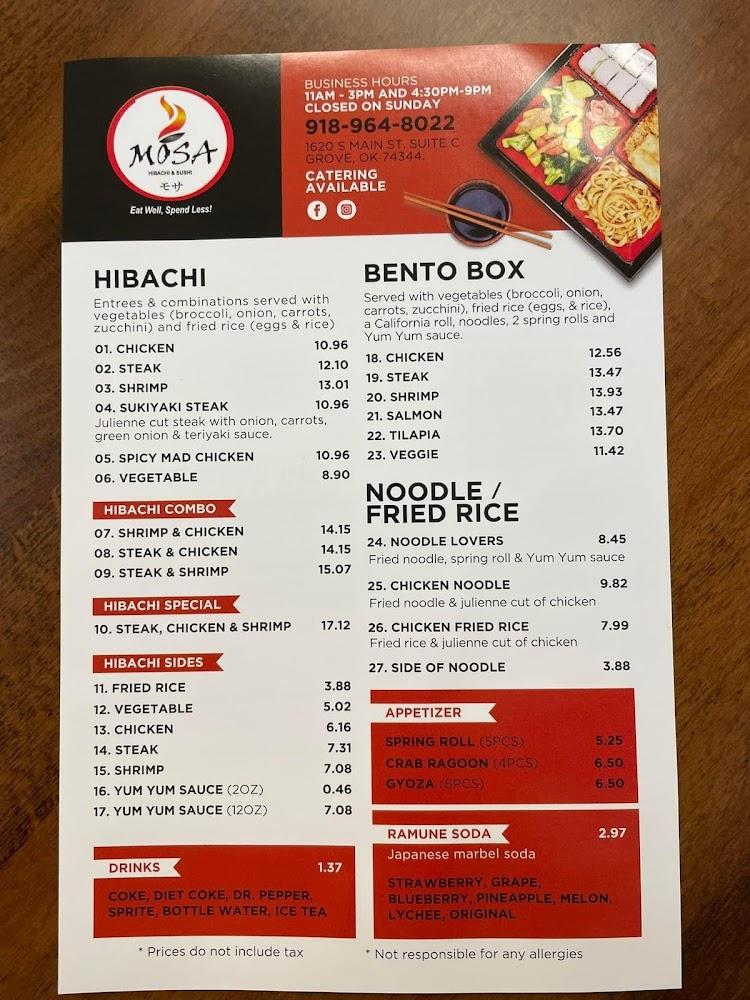 MOSA
HIBACHI & SUSHI
モサ
Eat Well, Spend Less!
BUSINESS HOURS
11AM - 3PM AND 4:30PM-9PM
CLOSED ON SUNDAY
918-964-8022
1620 S MAIN ST, SUITE C
GROVE, OK 74344.
CATERING
AVAILABLE
HIBACHI
Entrees & combinations served with
vegetables (broccoli, onion, carrots,
zucchini) and fried rice (eggs & rice)
01. CHICKEN 10.96
02. STEAK 12.10
03. SHRIMP 13.01
04. SUKIYAKI STEAK 10.96
Julienne cut steak with onion, carrots,
green onion & teriyaki sauce.
05. SPICY MAD CHICKEN 10.96
06. VEGETABLE 8.90
HIBACHI COMBO
07. SHRIMP & CHICKEN 14.15
08. STEAK & CHICKEN 14.15
09. STEAK & SHRIMP 15.07
HIBACHI SPECIAL
10. STEAK, CHICKEN & SHRIMP 17.12
HIBACHI SIDES
11. FRIED RICE 3.88
12. VEGETABLE 5.02
13. CHICKEN 6.16
14. STEAK 7.31
15. SHRIMP 7.08
16. YUM YUM SAUCE (2OZ) 0.46
17. YUM YUM SAUCE (12OZ) 7.08
DRINKS 1.37
COKE, DIET COKE, DR. PEPPER,
SPRITE, BOTTLE WATER, ICE TEA
* Prices do not include tax
BENTO BOX
Served with vegetables (broccoli, onion,
carrots, zucchini), fried rice (eggs, & rice),
a California roll, noodles, 2 spring rolls and
Yum Yum sauce.
18. CHICKEN 12.56
19. STEAK 13.47
20. SHRIMP 13.93
21. SALMON 13.47
22. TILAPIA 13.70
23. VEGGIE 11.42
NOODLE /
FRIED RICE
24. NOODLE LOVERS 8.45
Fried noodle, spring roll & Yum Yum sauce
25. CHICKEN NOODLE 9.82
Fried noodle & julienne cut of chicken
26. CHICKEN FRIED RICE 7.99
Fried rice & julienne cut of chicken
27. SIDE OF NOODLE 3.88
APPETIZER
SPRING ROLL (5PCS) 5.25
CRAB RAGOON (4PCS) 6.50
GYOZA (6PCS) 6.50
RAMUNE SODA 2.97
Japanese marbel soda
STRAWBERRY, GRAPE,
BLUEBERRY, PINEAPPLE, MELON,
LYCHEE, ORIGINAL
* Not responsible for any allergies